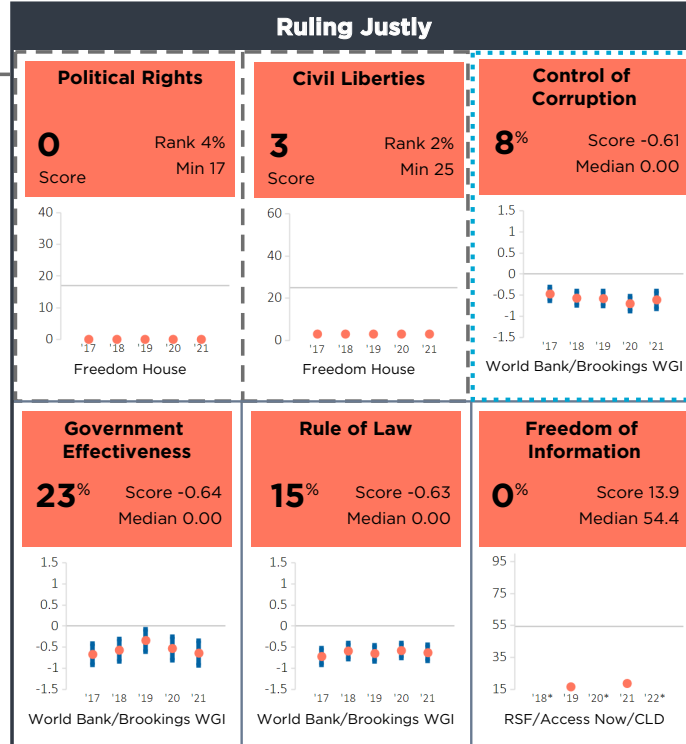 Ruling Justly
Political Rights
0
Score
Rank 4%
Min 17
40
30
20
10
0
'17 '18 '19 '20 '21
Freedom House
Civil Liberties
3
Score
Rank 2%
Min 25
60
40
20
0
'17 '18 '19 '20 '21
Freedom House
Control of
Corruption
8%
Score -0.61
Median 0.00
1.5
1
0.5
0
-0.5
-1
-1.5
'17 '18 '19 '20 '21
World Bank/Brookings WGI
Government
Effectiveness
23%
Score -0.64
Median 0.00
1.5
1
0.5
0
-0.5
-1
-1.5
'17 '18 '19 '20 '21
World Bank/Brookings WGI
Rule of Law
15%
Score -0.63
Median 0.00
1.5
1
0.5
0
-0.5
-1
-1.5
'17 '18 '19 '20 '21
World Bank/Brookings WGI
Freedom of
Information
0%
Score 13.9
Median 54.4
95
75
55
35
15
'18* '19 '20* '21 '22*
RSF/Access Now/CLD